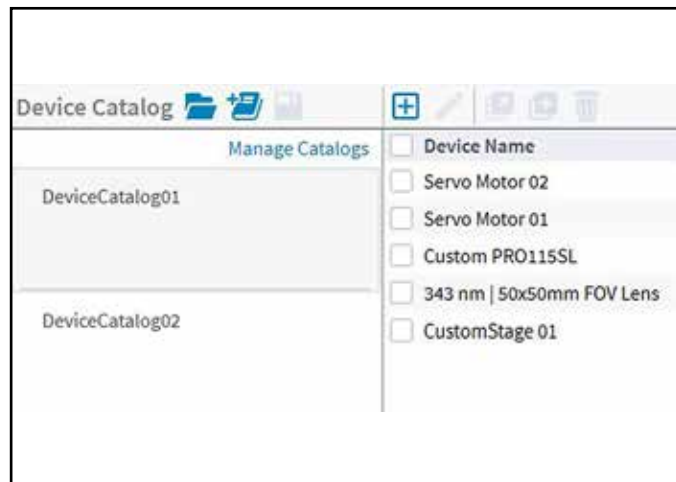 Device Catalog
Manage Catalogs
DeviceCatalog01
DeviceCatalog02
Device Name
Servo Motor 02
Servo Motor 01
Custom PRO115SL
343 nm | 50x50mm FOV Lens
CustomStage 01